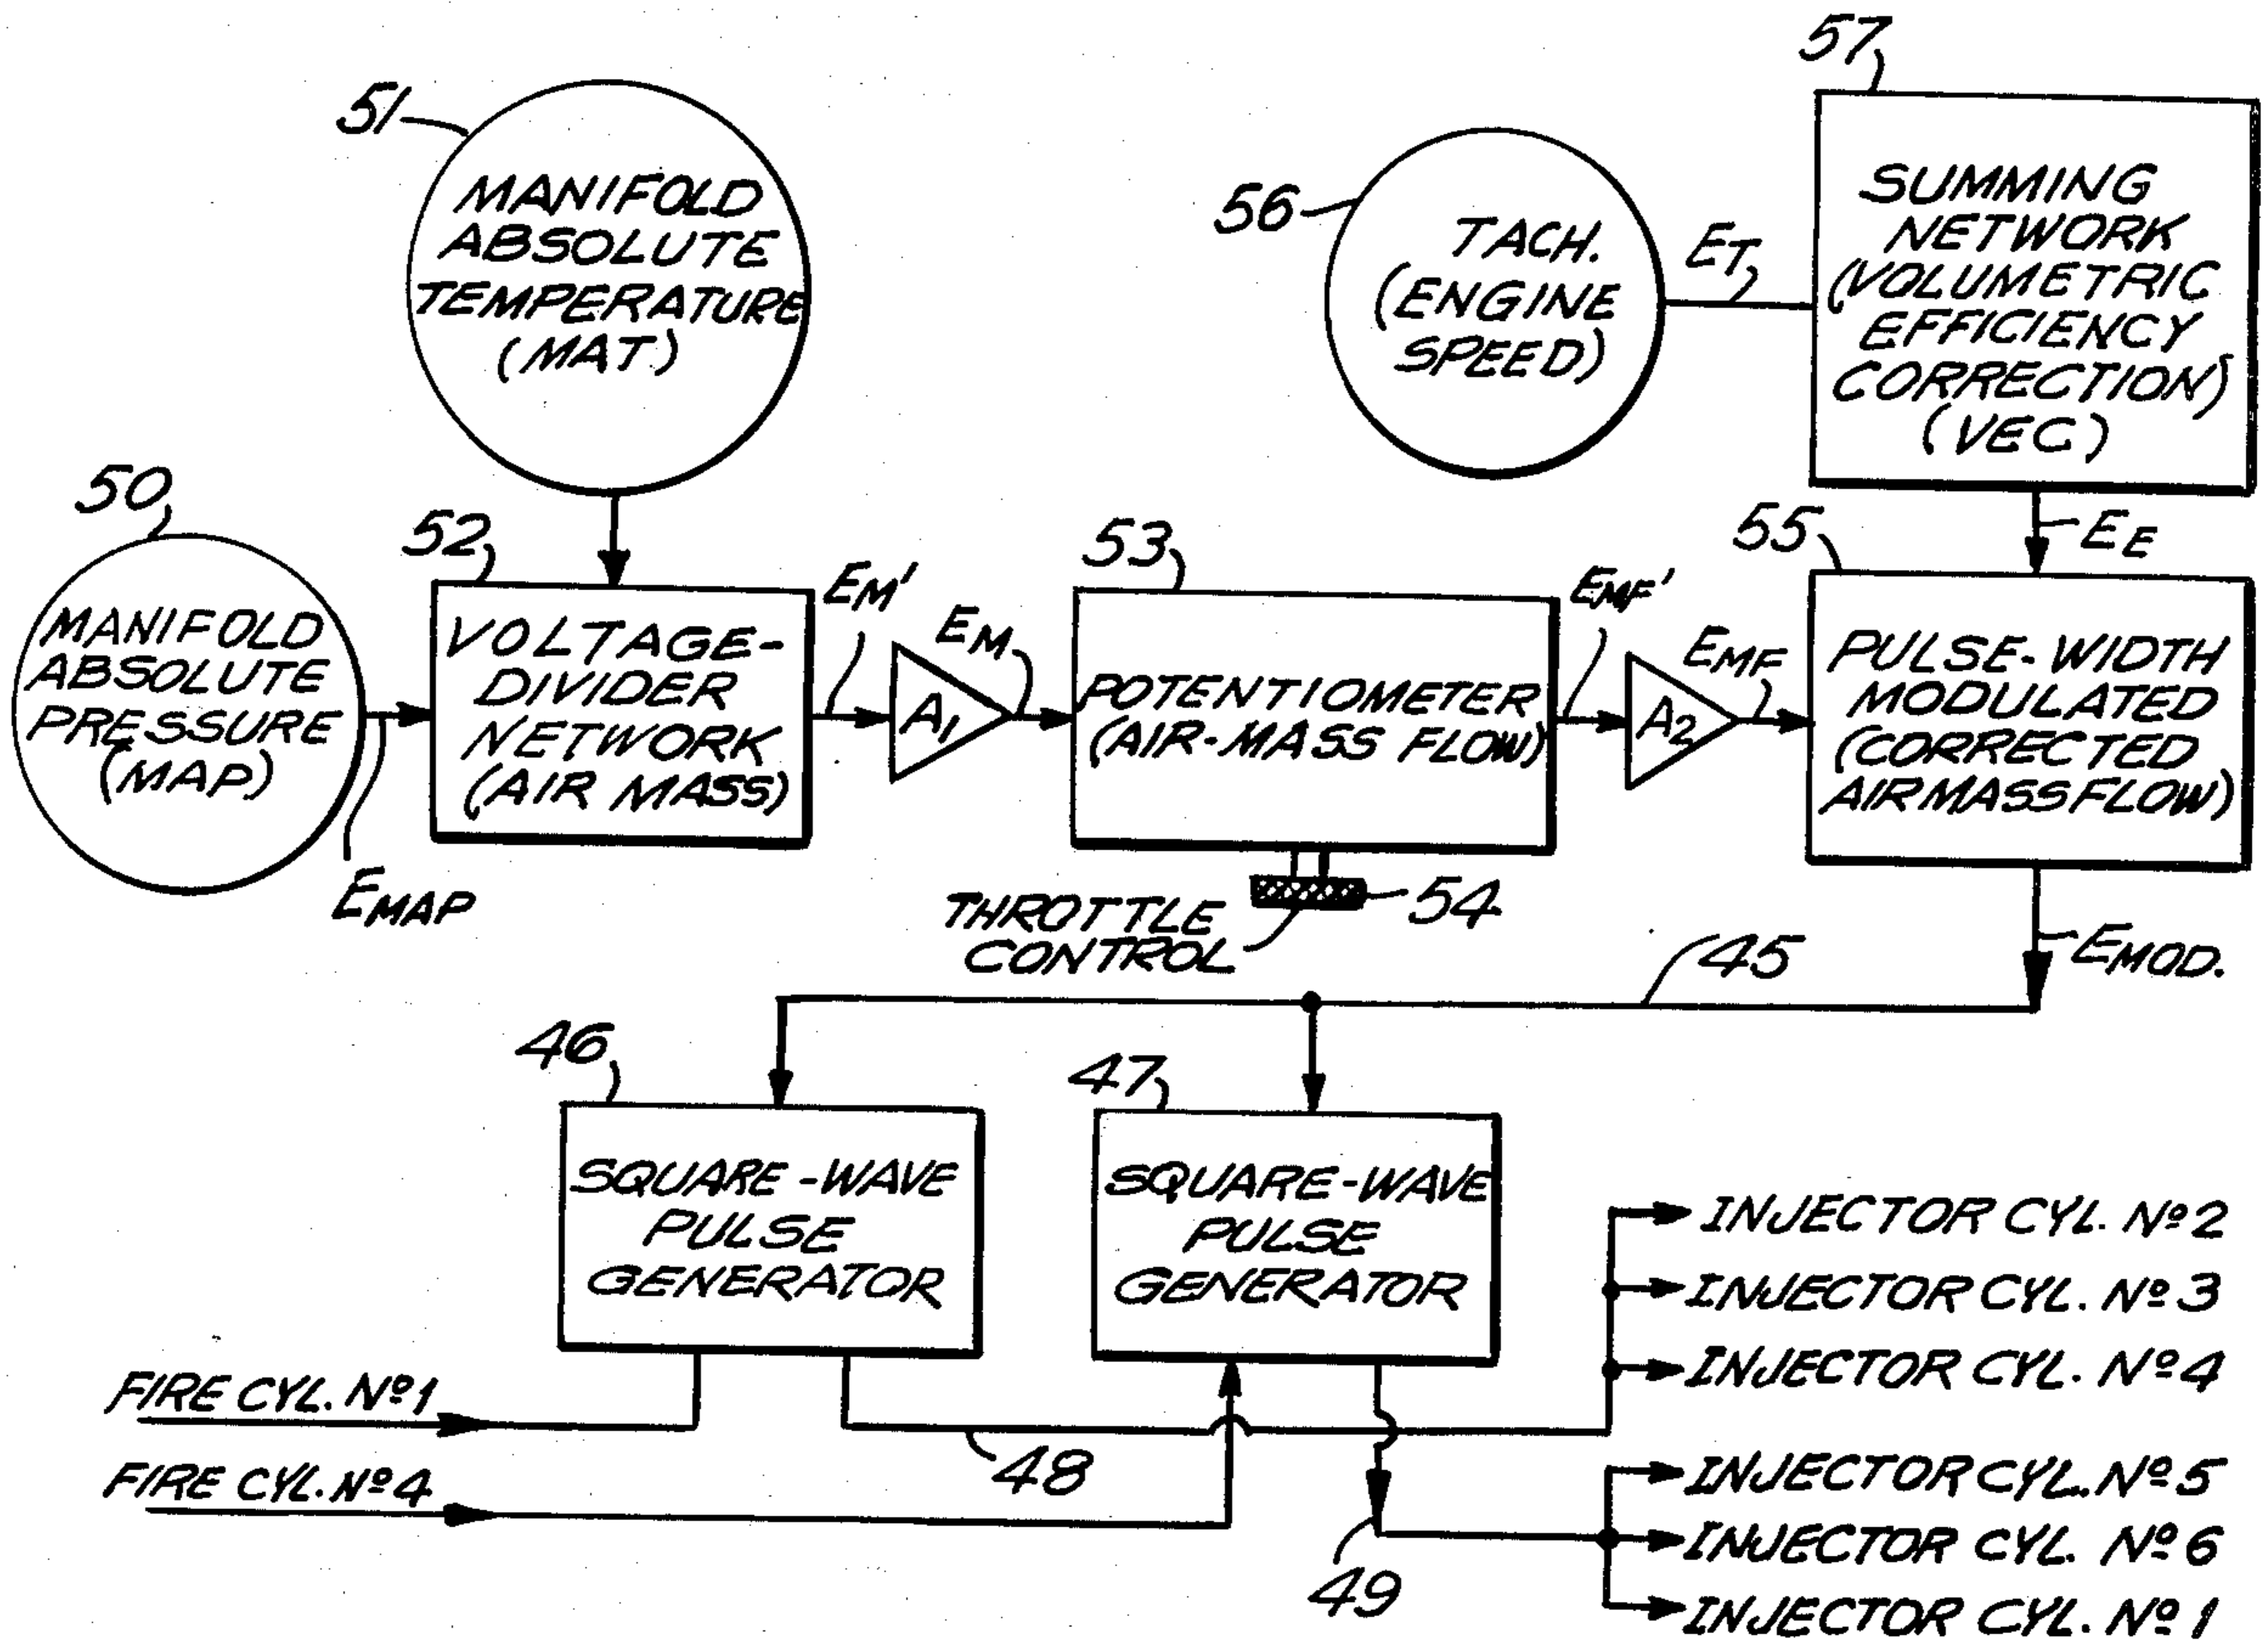 57
51
MANIFOLD
ABSOLUTE
TEMPERATURE
(MAT)
56
TACH.
(ENGINE
SPEED)
ET
SUMMING
NETWORK
(VOLUMETRIC
EFFICIENCY
CORRECTION)
(VEC)
50
MANIFOLD
ABSOLUTE
PRESSURE
(MAP)
EMAP
52
VOLTAGE-
DIVIDER
NETWORK
(AIR MASS)
EM'
A1
EM
53
POTENTIOMETER
(AIR-MASS FLOW)
EMF'
A2
EMF
55
EE
PULSE-WIDTH
MODULATED
(CORRECTED
AIR MASS FLOW)
THROTTLE
CONTROL
54
45
EMOD.
46
SQUARE-WAVE
PULSE
GENERATOR
47
SQUARE-WAVE
PULSE
GENERATOR
FIRE CYL. Nº1
FIRE CYL. Nº4
48
49
INJECTOR CYL. Nº2
INJECTOR CYL. Nº3
INJECTOR CYL. Nº4
INJECTOR CYL. Nº5
INJECTOR CYL. Nº6
INJECTOR CYL. Nº1